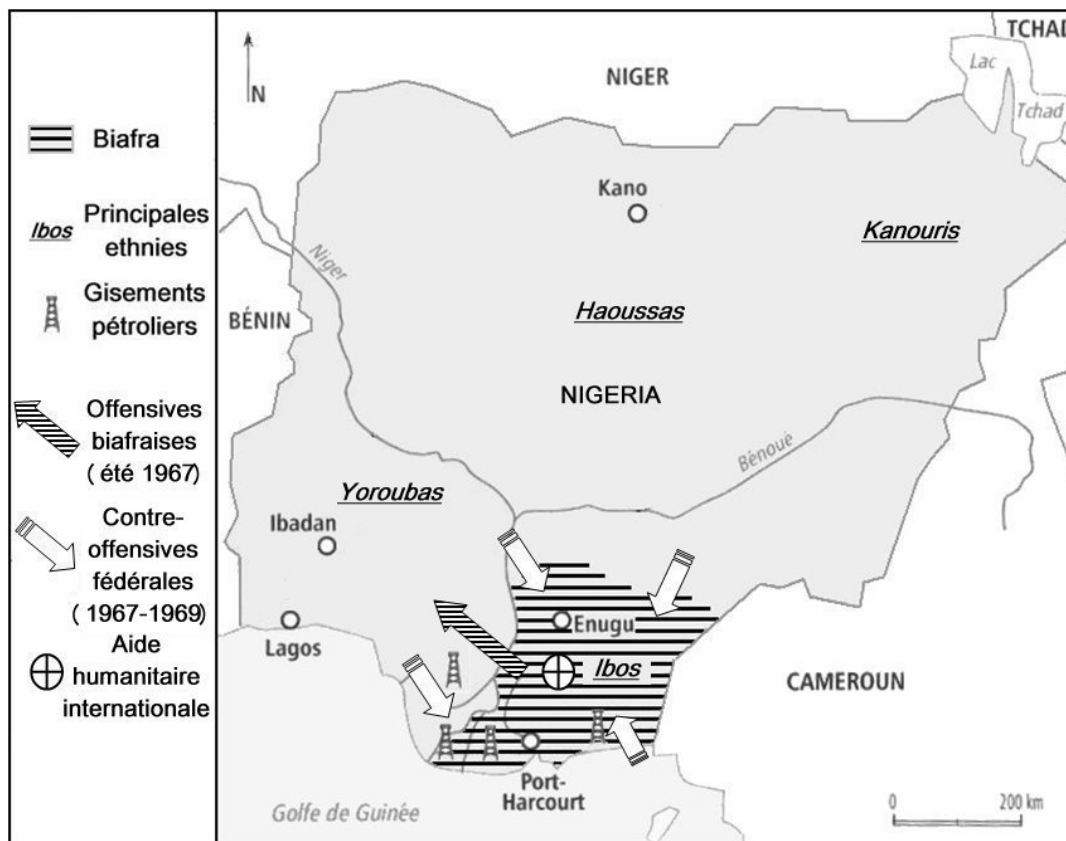 Biafra
Ibos
Principales
ethnies
Gisements
pétroliers
Offensives
biafraises
( été 1967)
Contre-
offensives
fédérales
( 1967-1969)
Aide
humanitaire
internationale
N
NIGER
TCHAD
Lac
Tchad
Kano
Kanouris
Niger
BÉNIN
Haoussas
NIGERIA
Bénoué
Yoroubas
Ibadan
Lagos
Enugu
Ibos
CAMEROUN
Port-
Harcourt
Golfe de Guinée
0
200 km